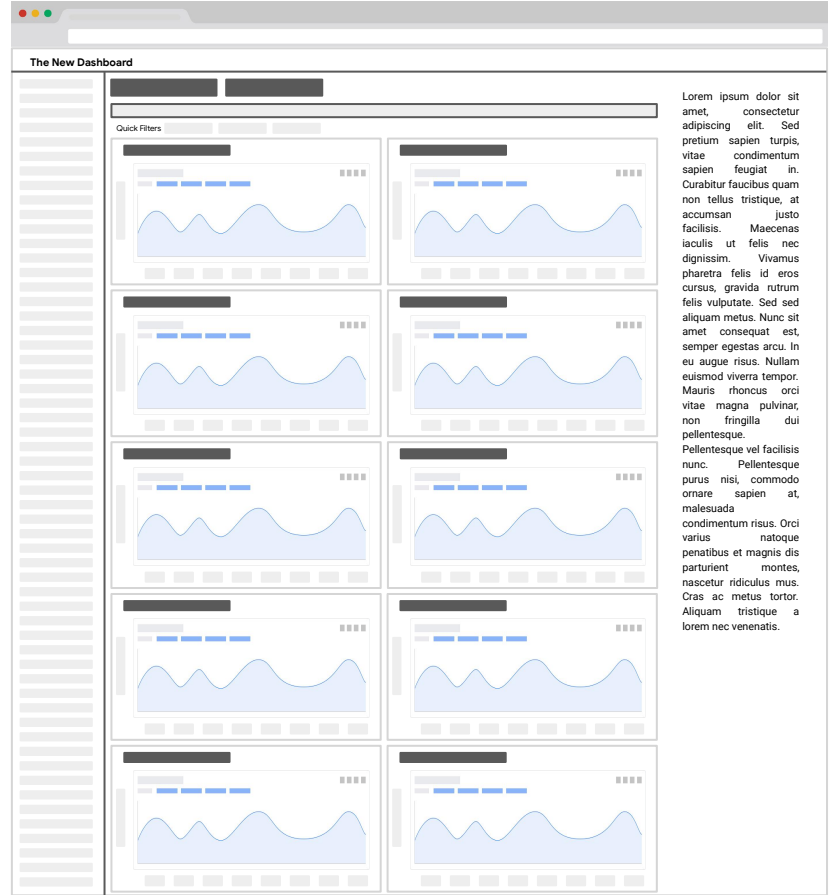 The New Dashboard
Quick Filters
Lorem ipsum dolor sit
amet, consectetur
adipiscing elit. Sed
pretium sapien turpis,
vitae condimentum
sapien feugiat in.
Curabitur faucibus quam
non tellus tristique, at
accumsan justo
facilisis. Maecenas
iaculis ut felis nec
dignissim. Vivamus
pharetra felis id eros
cursus, gravida rutrum
felis vulputate. Sed sed
aliquam metus. Nunc sit
amet consequat est,
semper egestas arcu. In
eu augue risus. Nullam
euismod viverra tempor.
Mauris rhoncus orci
vitae magna pulvinar,
non fringilla dui
pellentesque.
Pellentesque vel facilisis
nunc. Pellentesque
purus nisi, commodo
ornare sapien at,
malesuada
condimentum risus. Orci
varius natoque
penatibus et magnis dis
parturient montes,
nascetur ridiculus mus.
Cras ac metus tortor.
Aliquam tristique a
lorem nec venenatis.